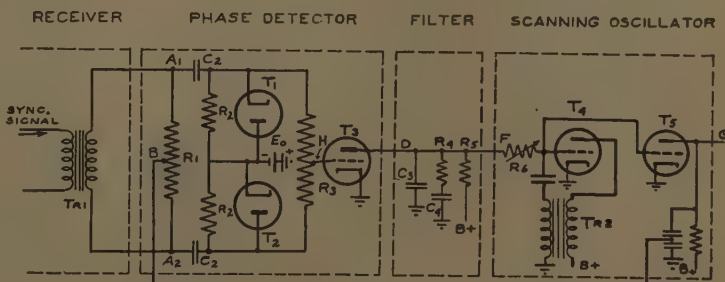 RECEIVER PHASE DETECTOR FILTER SCANNING OSCILLATOR
A1 C2
T1
SYNC. SIGNAL
R2
T4 T5
E0 H T3
D R4 R5 F
B R1
- +
R6
R3
C3
R2
C4
TR1
TR2
T2
B+
A2 C2
B+ B+